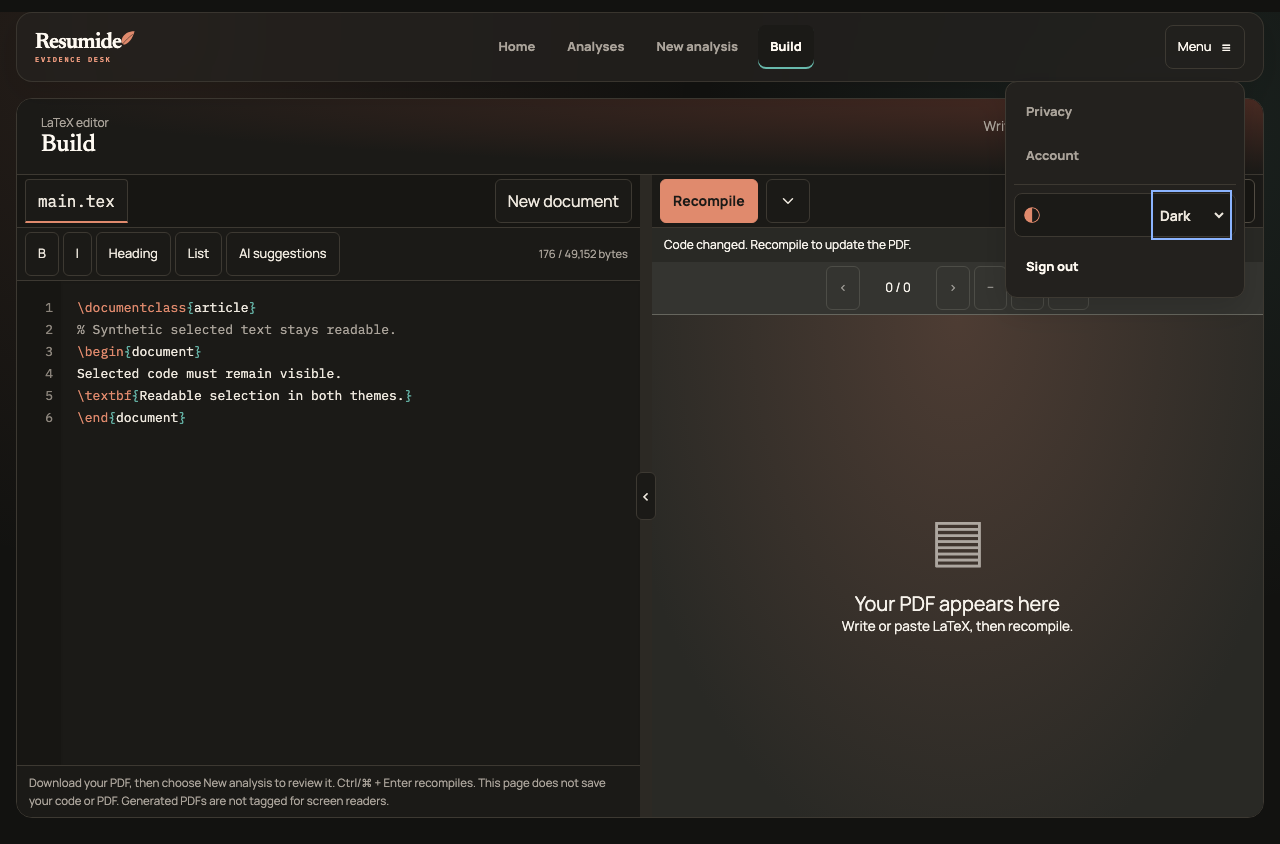 Resumide
EVIDENCE DESK
Home
Analyses
New analysis
Build
Menu
LaTeX editor
Build
Privacy
Account
Dark
Sign out
main.tex
New document
Recompile
B
I
Heading
List
AI suggestions
176 / 49,152 bytes
Code changed. Recompile to update the PDF.
0 / 0
1 \documentclass{article}
2 % Synthetic selected text stays readable.
3 \begin{document}
4 Selected code must remain visible.
5 \textbf{Readable selection in both themes.}
6 \end{document}
Your PDF appears here
Write or paste LaTeX, then recompile.
Download your PDF, then choose New analysis to review it. Ctrl/⌘ + Enter recompiles. This page does not save
your code or PDF. Generated PDFs are not tagged for screen readers.